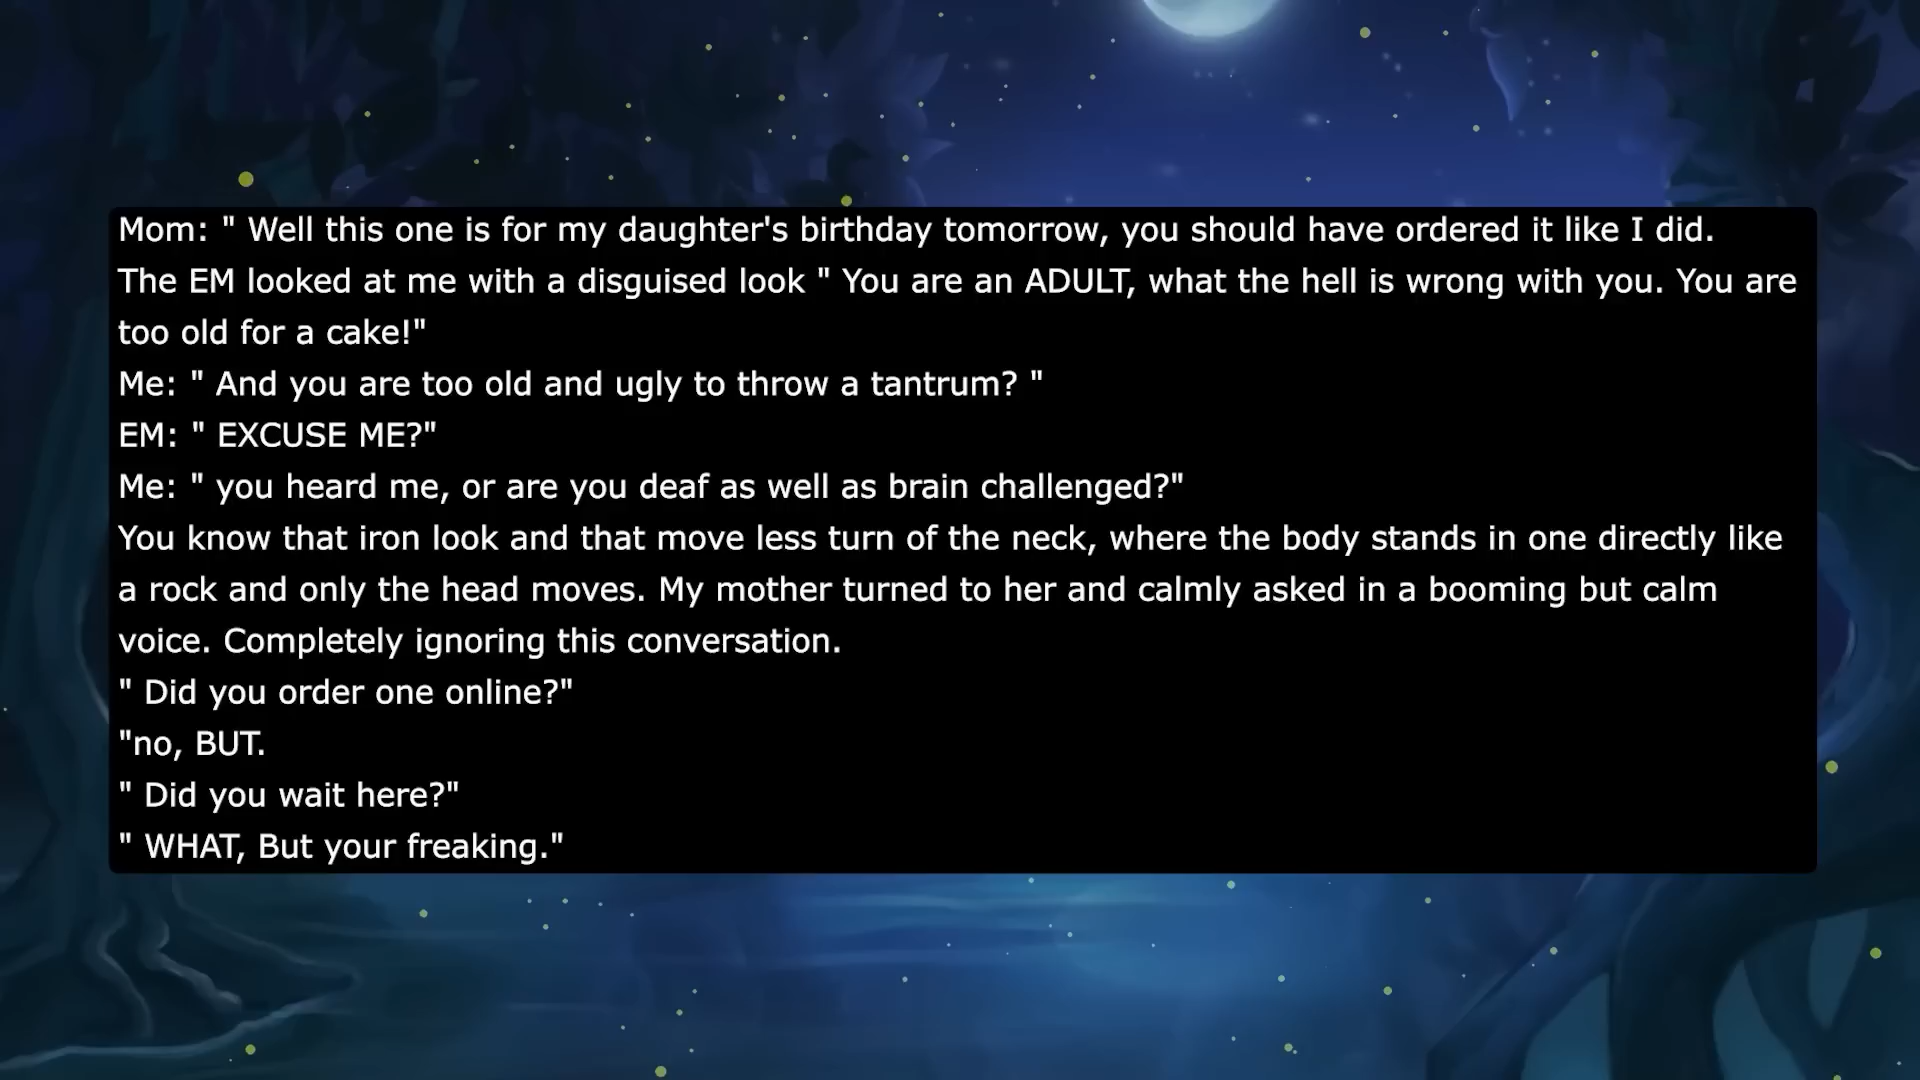 Mom: " Well this one is for my daughter's birthday tomorrow, you should have ordered it like I did.
The EM looked at me with a disguised look " You are an ADULT, what the hell is wrong with you. You are
too old for a cake!"
Me: " And you are too old and ugly to throw a tantrum? "
EM: " EXCUSE ME?"
Me: " you heard me, or are you deaf as well as brain challenged?"
You know that iron look and that move less turn of the neck, where the body stands in one directly like
a rock and only the head moves. My mother turned to her and calmly asked in a booming but calm
voice. Completely ignoring this conversation.
" Did you order one online?"
"no, BUT.
" Did you wait here?"
" WHAT, But your freaking."